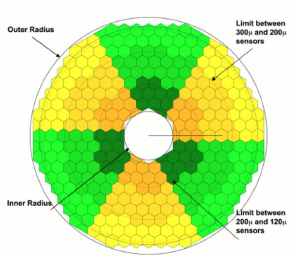 Outer Radius
Limit between
300μ and 200μ
sensors
Inner Radius
Limit between
200μ and 120μ
sensors